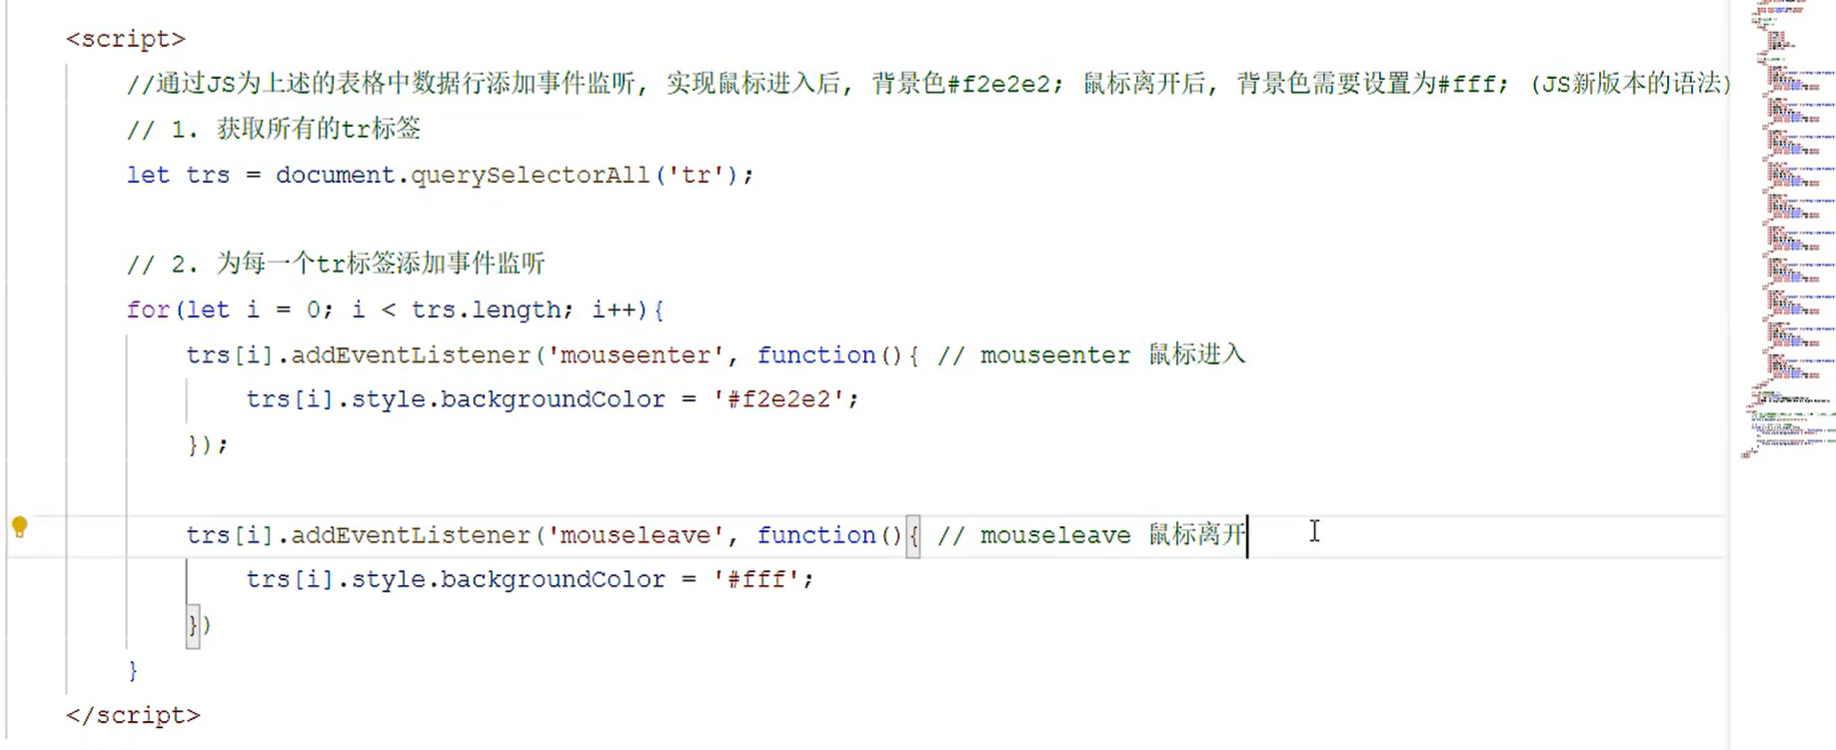 <script>
//通过JS为上述的表格中数据行添加事件监听, 实现鼠标进入后, 背景色#f2e2e2; 鼠标离开后, 背景色需要设置为#fff; (JS新版本的语法)
// 1. 获取所有的tr标签
let trs = document.querySelectorAll('tr');
// 2. 为每一个tr标签添加事件监听
for(let i = 0; i < trs.length; i++){
trs[i].addEventListener('mouseenter', function(){ // mouseenter 鼠标进入
trs[i].style.backgroundColor = '#f2e2e2';
});
trs[i].addEventListener('mouseleave', function(){ // mouseleave 鼠标离开
trs[i].style.backgroundColor = '#fff';
})
}
</script>